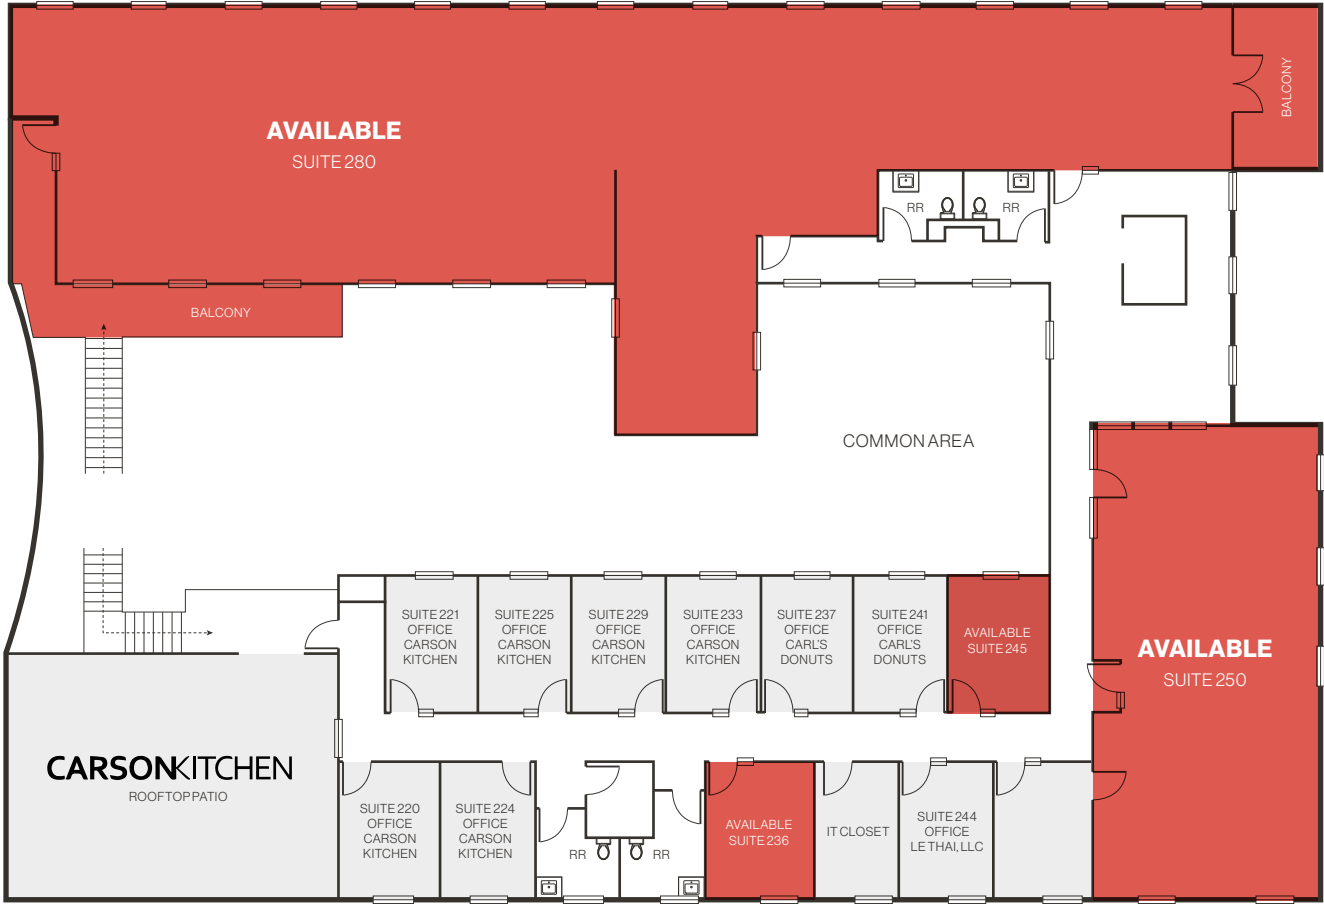 AVAILABLE
SUITE 280
BALCONY
RR
RR
BALCONY
COMMON AREA
SUITE 221
OFFICE
CARSON
KITCHEN
SUITE 225
OFFICE
CARSON
KITCHEN
SUITE 229
OFFICE
CARSON
KITCHEN
SUITE 233
OFFICE
CARSON
KITCHEN
SUITE 237
OFFICE
CARL'S
DONUTS
SUITE 241
OFFICE
CARL'S
DONUTS
AVAILABLE
SUITE 245
AVAILABLE
SUITE 250
CARSONKITCHEN
ROOFTOP PATIO
SUITE 220
OFFICE
CARSON
KITCHEN
SUITE 224
OFFICE
CARSON
KITCHEN
RR
RR
AVAILABLE
SUITE 236
IT CLOSET
SUITE 244
OFFICE
LE THAI, LLC